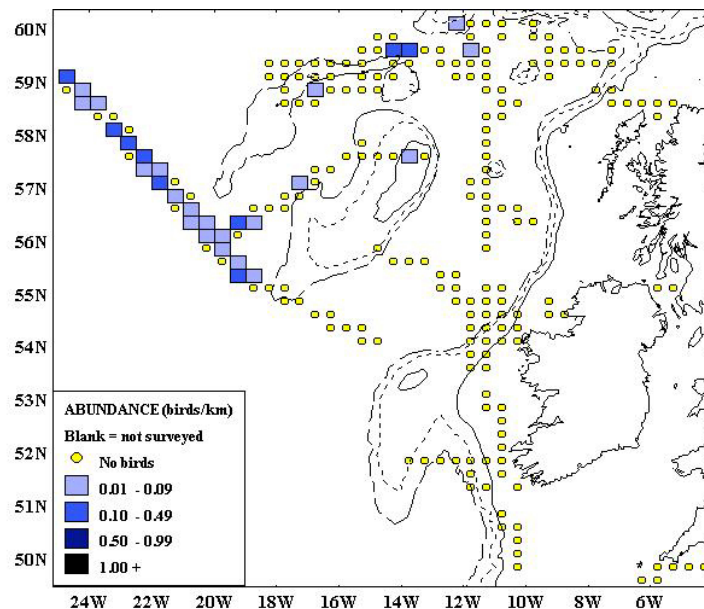 60N
59N
58N
57N
56N
55N
54N
53N
52N
51N
50N
ABUNDANCE (birds/km)
Blank = not surveyed
No birds
0.01 - 0.09
0.10 - 0.49
0.50 - 0.99
1.00 +
24W 22W 20W 18W 16W 14W 12W 10W 8W 6W